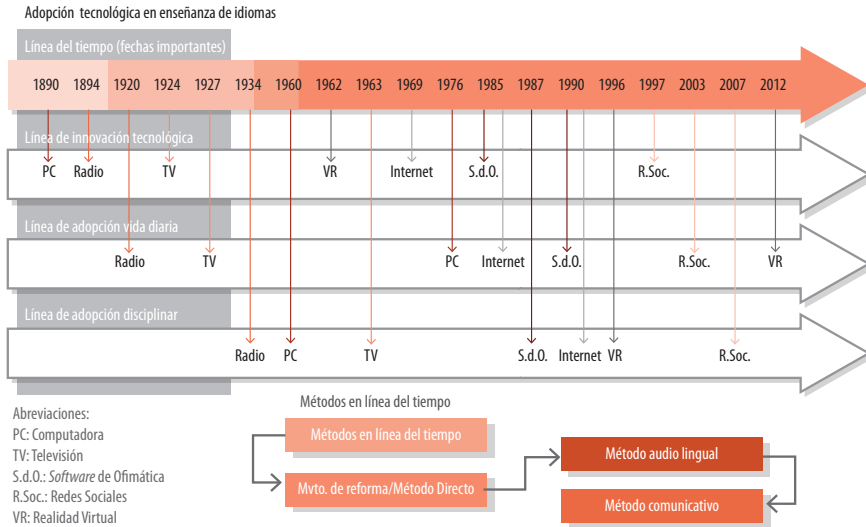 Adopción tecnológica en enseñanza de idiomas
Línea del tiempo (fechas importantes)
1890 1894 1920 1924 1927 1934 1960 1962 1963 1969 1976 1985 1987 1990 1996 1997 2003 2007 2012
Línea de innovación tecnológica
PC Radio TV VR Internet S.d.O. R.Soc.
Línea de adopción vida diaria
Radio TV PC Internet S.d.O. R.Soc. VR
Línea de adopción disciplinar
Radio PC TV S.d.O. Internet VR R.Soc.
Abreviaciones:
PC: Computadora
TV: Televisión
S.d.O.: Software de Ofimática
R.Soc.: Redes Sociales
VR: Realidad Virtual
Métodos en línea del tiempo
Métodos en línea del tiempo
Mvto. de reforma/Método Directo
Método audio lingual
Método comunicativo